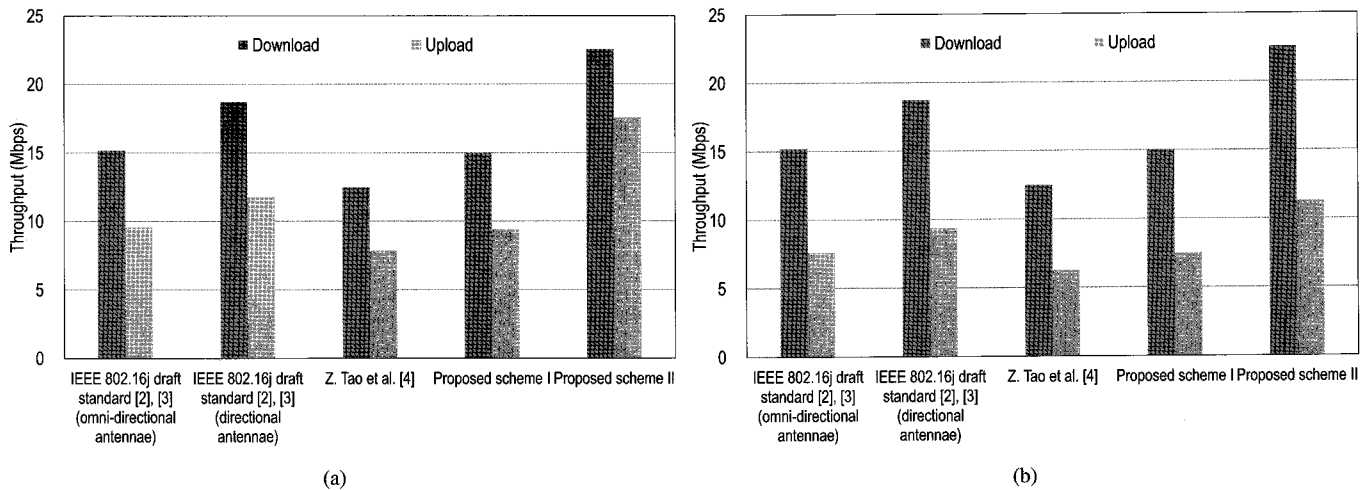 25
20
15
10
5
0
Throughput (Mbps)
Download
Upload
IEEE 802.16j draft
standard [2], [3]
(omni-directional
antennae)
IEEE 802.16j draft
standard [2], [3]
(directional
antennae)
Z. Tao et al. [4]
Proposed scheme I
Proposed scheme II
(a)
25
20
15
10
5
0
Throughput (Mbps)
Download
Upload
IEEE 802.16j draft
standard [2], [3]
(omni-directional
antennae)
IEEE 802.16j draft
standard [2], [3]
(directional
antennae)
Z. Tao et al. [4]
Proposed scheme I
Proposed scheme II
(b)